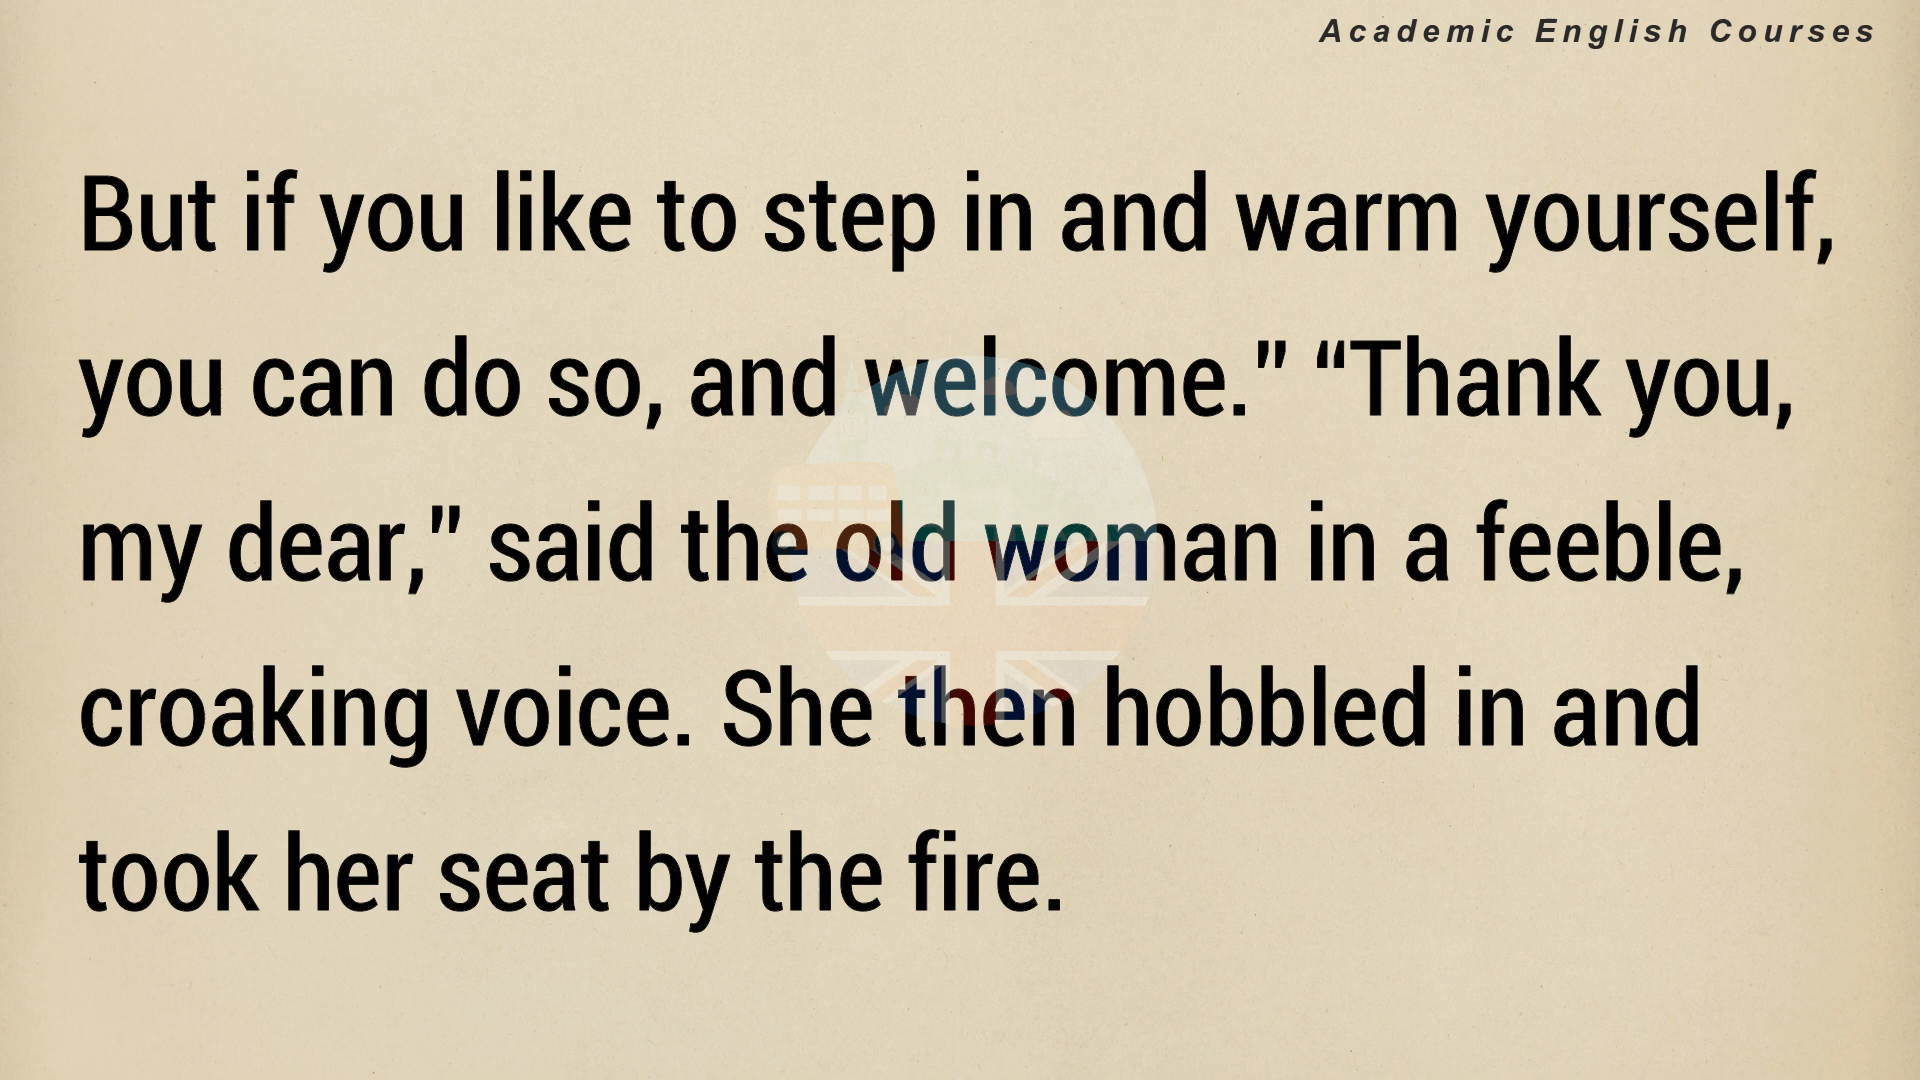 Academic English Courses
But if you like to step in and warm yourself,
you can do so, and welcome.” “Thank you,
my dear,” said the old woman in a feeble,
croaking voice. She then hobbled in and
took her seat by the fire.